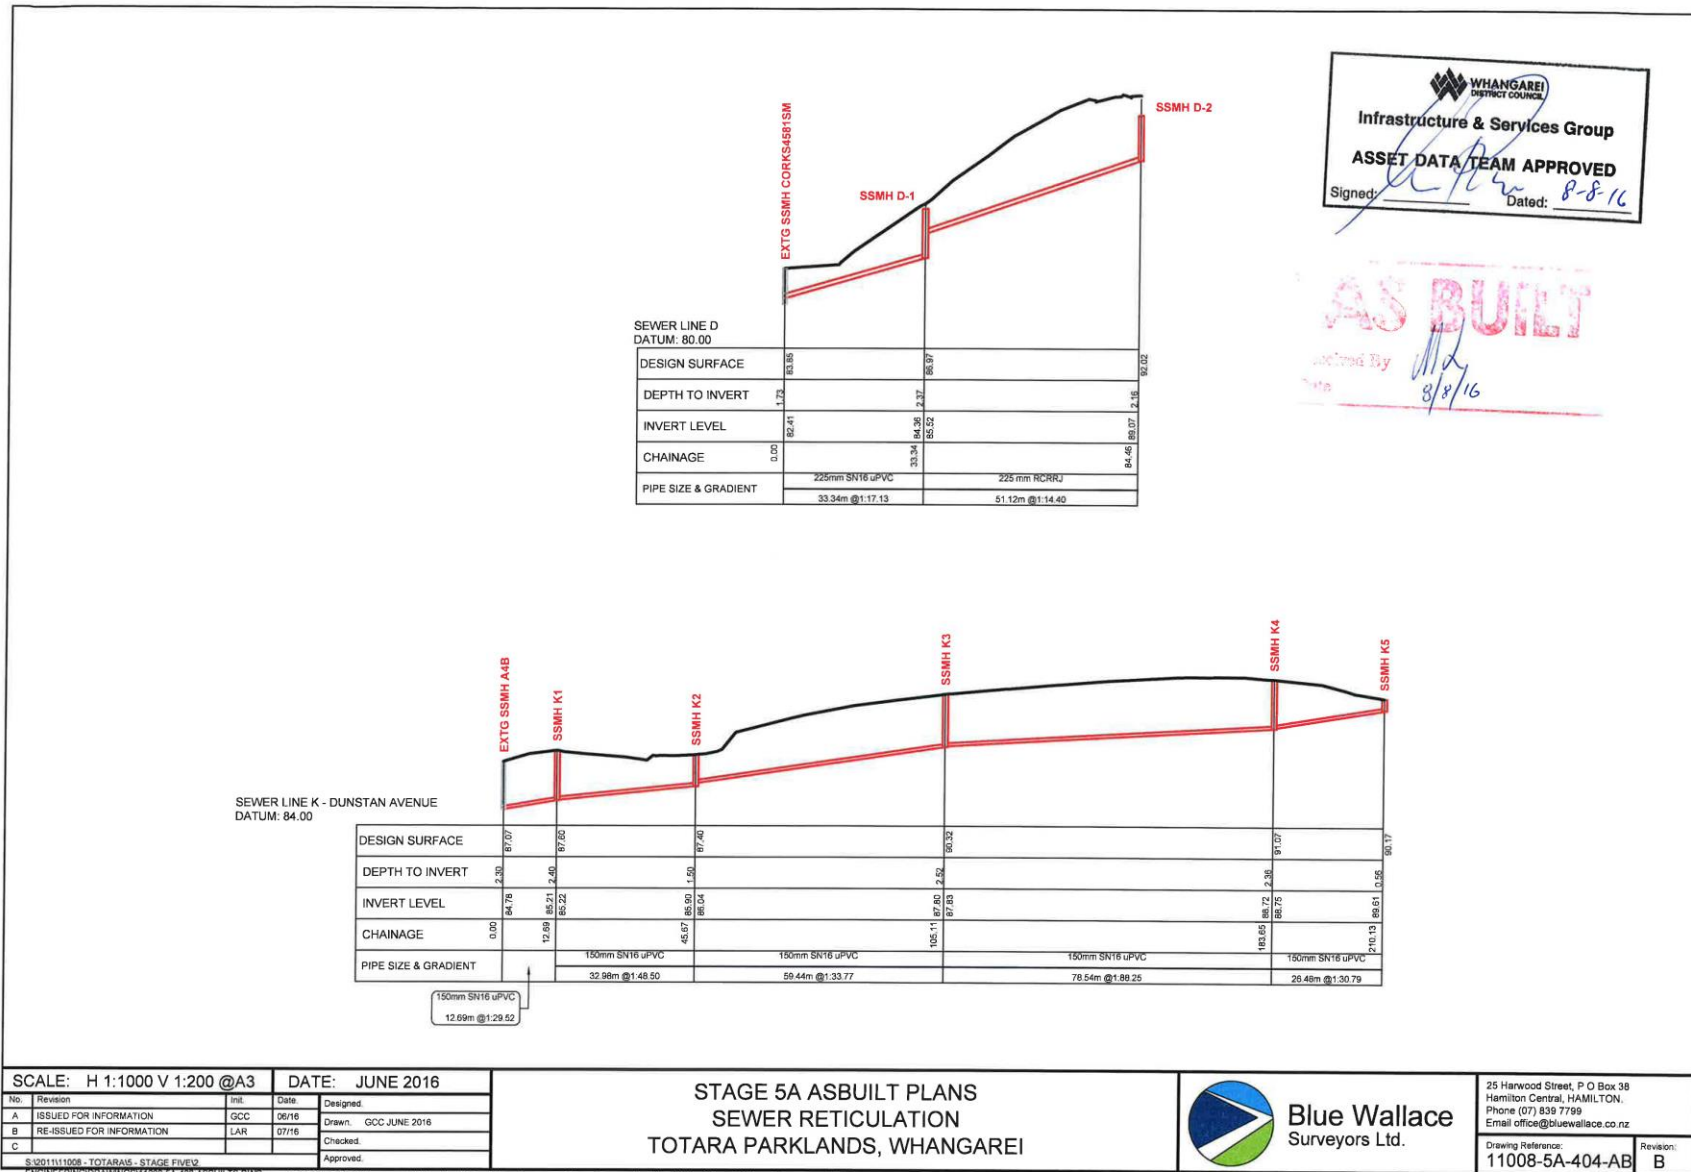 WHANGAREI
DISTRICT COUNCIL
Infrastructure & Services Group
ASSET DATA TEAM APPROVED
Signed:
Dated: 8-8-16
AS BUILT
By
8/8/16
EXTG SSMH CORKS4581SM
SSMH D-1
SSMH D-2
SEWER LINE D
DATUM: 80.00
DESIGN SURFACE 83.85 86.97 92.02
DEPTH TO INVERT 1.73 2.37 2.16
INVERT LEVEL 82.41 84.36 85.52 89.07
CHAINAGE 0.00 33.34 84.46
PIPE SIZE & GRADIENT
225mm SN16 uPVC 225 mm RCRRJ
33.34m @1:17.13 51.12m @1:14.40
EXTG SSMH A4B
SSMH K1
SSMH K2
SSMH K3
SSMH K4
SSMH K5
SEWER LINE K - DUNSTAN AVENUE
DATUM: 84.00
DESIGN SURFACE 87.07 87.60 87.40 90.32 91.07 90.17
DEPTH TO INVERT 2.30 2.40 1.50 2.52 2.36 0.56
INVERT LEVEL 84.78 85.21 85.22 85.90 86.04 87.80 87.83 88.72 88.75 89.61
CHAINAGE 0.00 12.69 45.67 105.11 183.65 210.13
PIPE SIZE & GRADIENT
150mm SN16 uPVC 150mm SN16 uPVC 150mm SN16 uPVC 150mm SN16 uPVC
32.98m @1:48.50 59.44m @1:33.77 78.54m @1:88.25 26.48m @1:30.79
150mm SN16 uPVC
12.69m @1:29.52
SCALE: H 1:1000 V 1:200 @A3 DATE: JUNE 2016
No. Revision Init. Date.
A ISSUED FOR INFORMATION GCC 06/16
B RE-ISSUED FOR INFORMATION LAR 07/16
C
Designed.
Drawn. GCC JUNE 2016
Checked.
Approved.
S:\2011\11008 - TOTARA\5 - STAGE FIVE\2.
STAGE 5A ASBUILT PLANS
SEWER RETICULATION
TOTARA PARKLANDS, WHANGAREI
Blue Wallace
Surveyors Ltd.
25 Harwood Street, P O Box 38
Hamilton Central, HAMILTON.
Phone (07) 839 7799
Email office@bluewallace.co.nz
Drawing Reference: Revision:
11008-5A-404-AB B